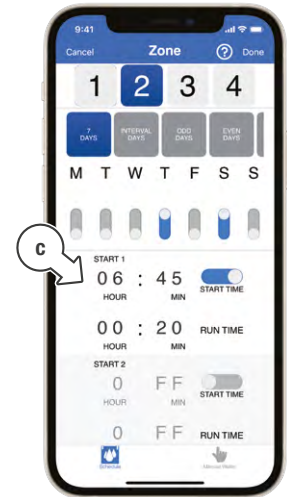 9:41
Cancel Zone ? Done
1 2 3 4
7 DAYS INTERVAL DAYS ODD DAYS EVEN DAYS
M T W T F S S
C
START 1
06 : 45 START TIME
HOUR MIN
00 : 20 RUN TIME
HOUR MIN
START 2
0 FF START TIME
HOUR MIN
0 FF RUN TIME
Schedule